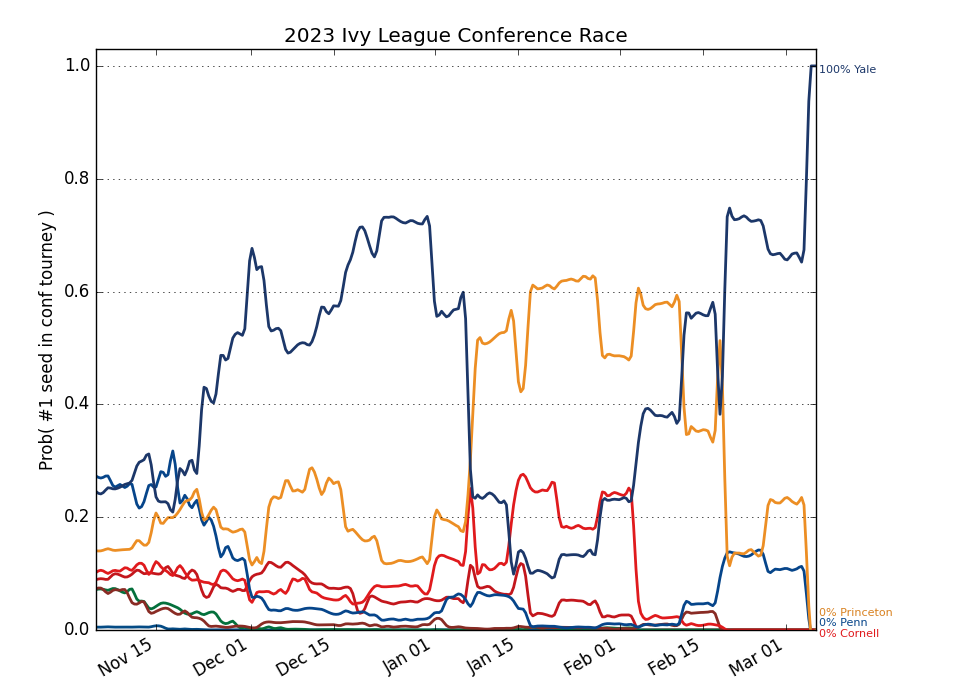 2023 Ivy League Conference Race
Prob( #1 seed in conf tourney )
1.0
0.8
0.6
0.4
0.2
0.0
Nov 15
Dec 01
Dec 15
Jan 01
Jan 15
Feb 01
Feb 15
Mar 01
100% Yale
0% Princeton
0% Penn
0% Cornell